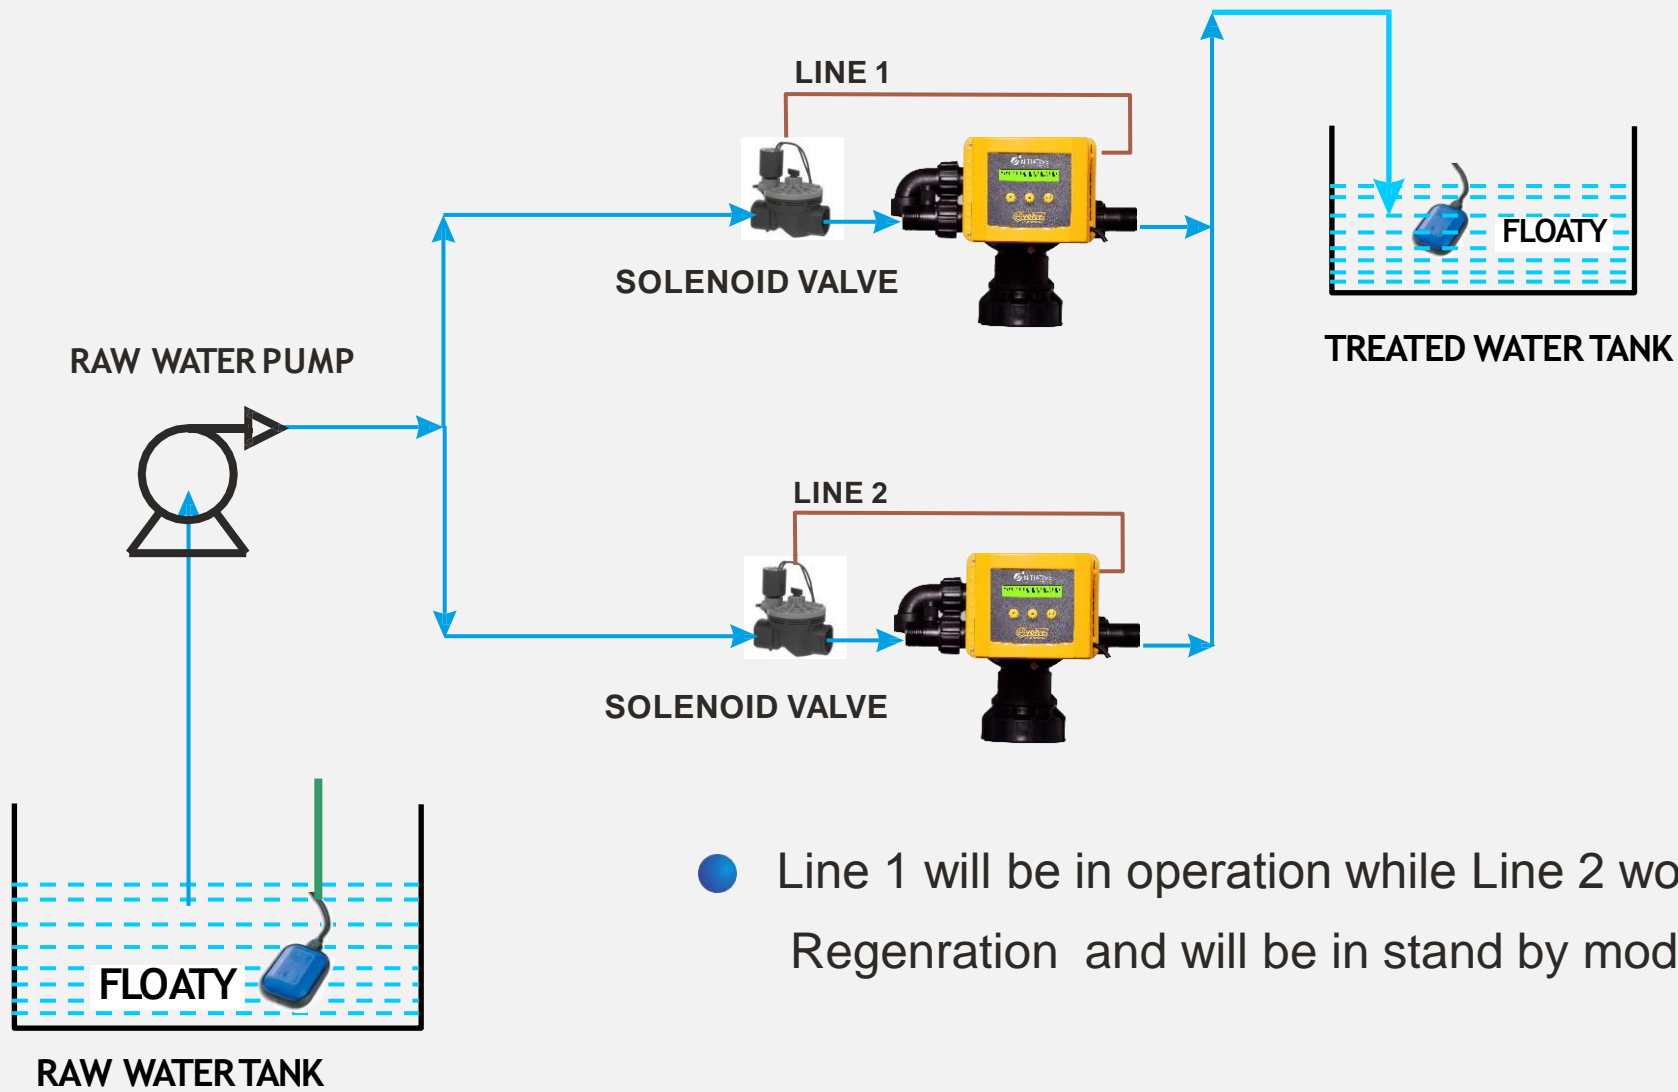 LINE 1
SOLENOID VALVE
FLOATY
TREATED WATER TANK
RAW WATER PUMP
LINE 2
SOLENOID VALVE
Line 1 will be in operation while Line 2 wo
Regenration and will be in stand by mod
FLOATY
RAW WATER TANK